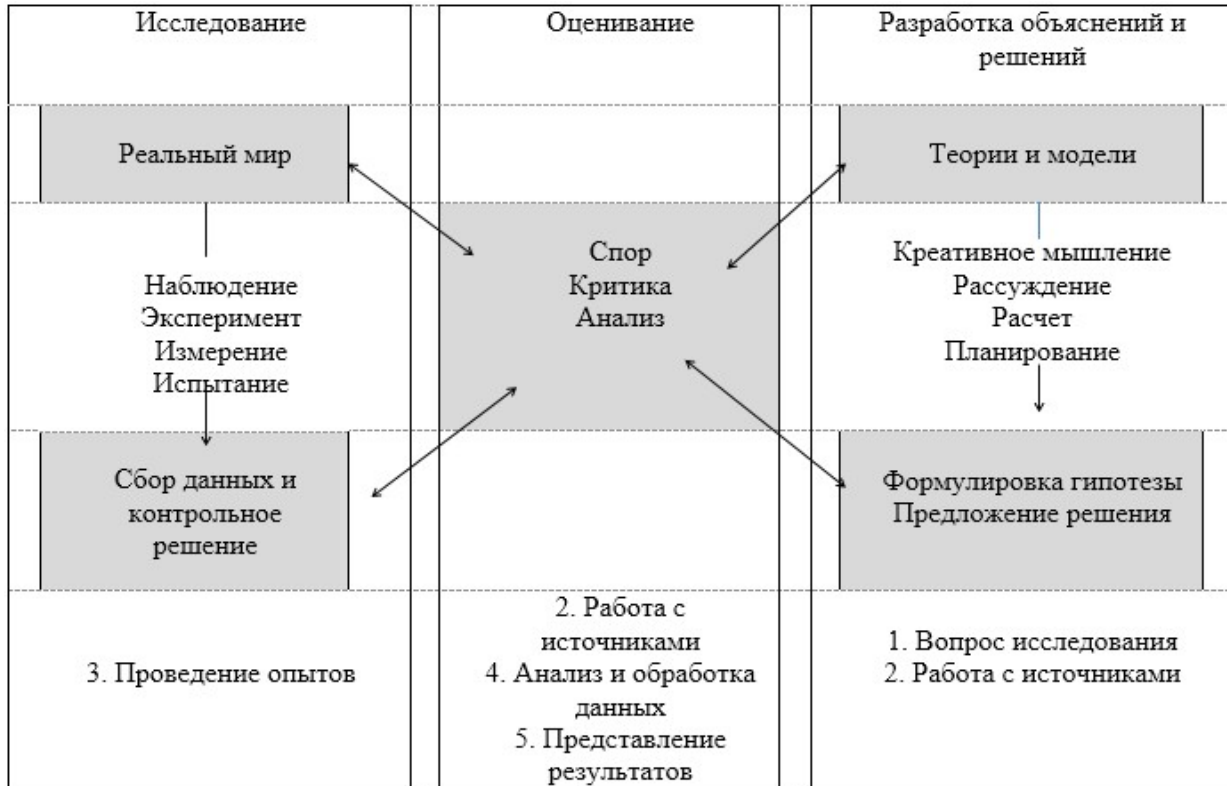 Исследование
Оценивание
Разработка объяснений и
решений
Реальный мир
Теории и модели
Наблюдение
Эксперимент
Измерение
Испытание
Спор
Критика
Анализ
Креативное мышление
Рассуждение
Расчет
Планирование
Сбор данных и
контрольное
решение
Формулировка гипотезы
Предложение решения
3. Проведение опытов
2. Работа с
источниками
4. Анализ и обработка
данных
5. Представление
результатов
1. Вопрос исследования
2. Работа с источниками